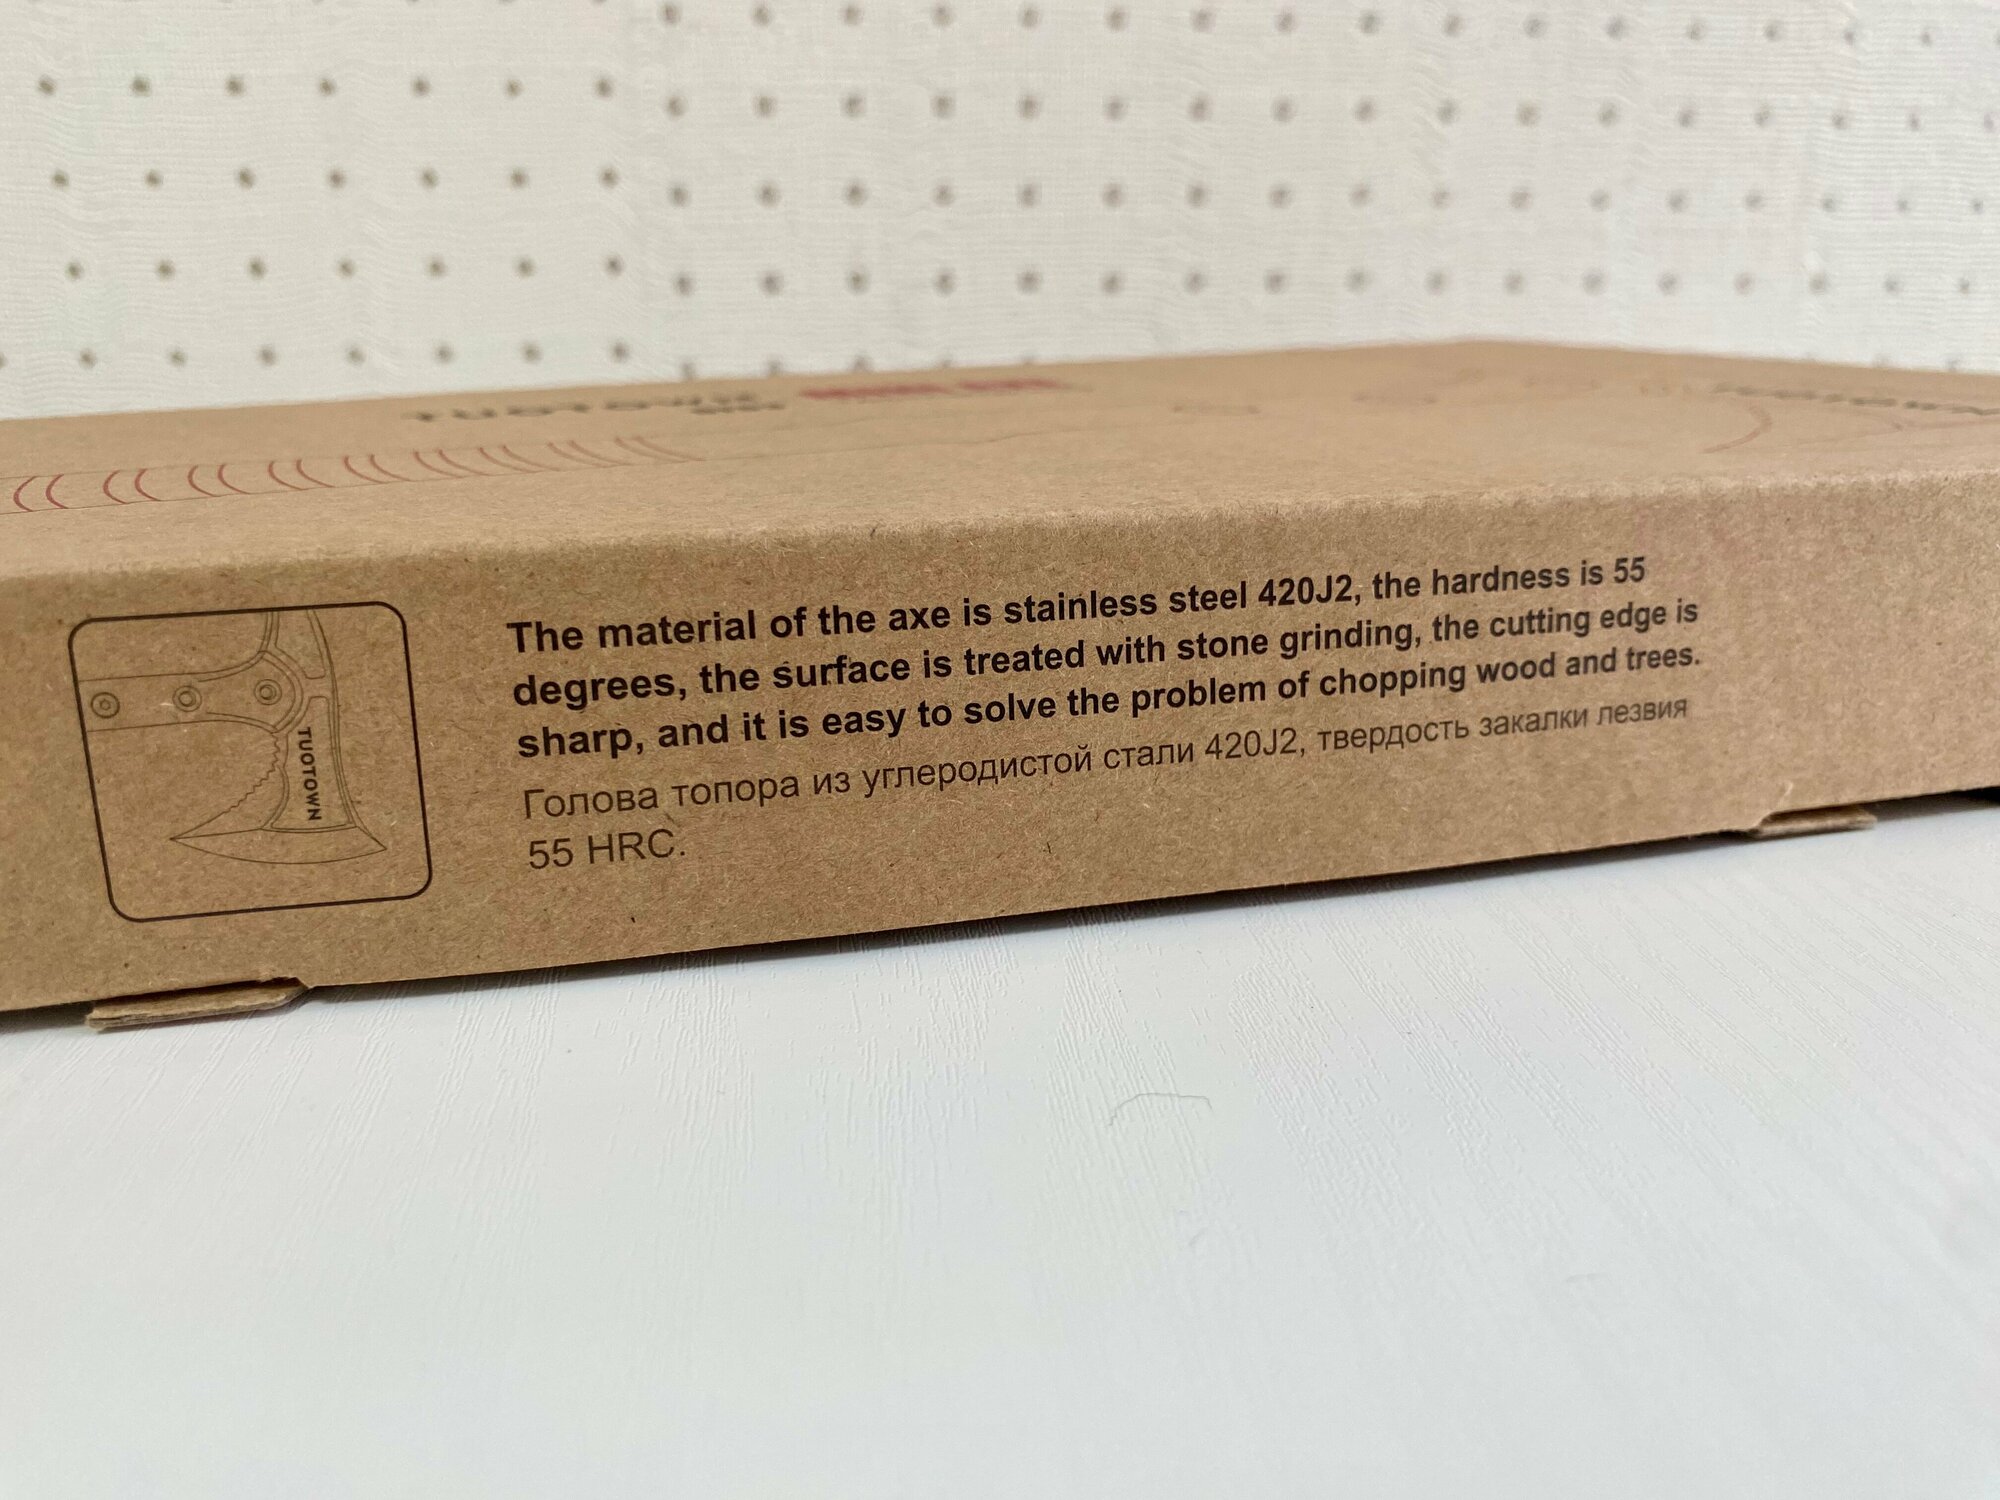 TUOTOWN
TUOTOWN
The material of the axe is stainless steel 420J2, the hardness is 55
degrees, the surface is treated with stone grinding, the cutting edge is
sharp, and it is easy to solve the problem of chopping wood and trees.
Голова топора из углеродистой стали 420J2, твердость закалки лезвия
55 HRC.
TUOTOWN